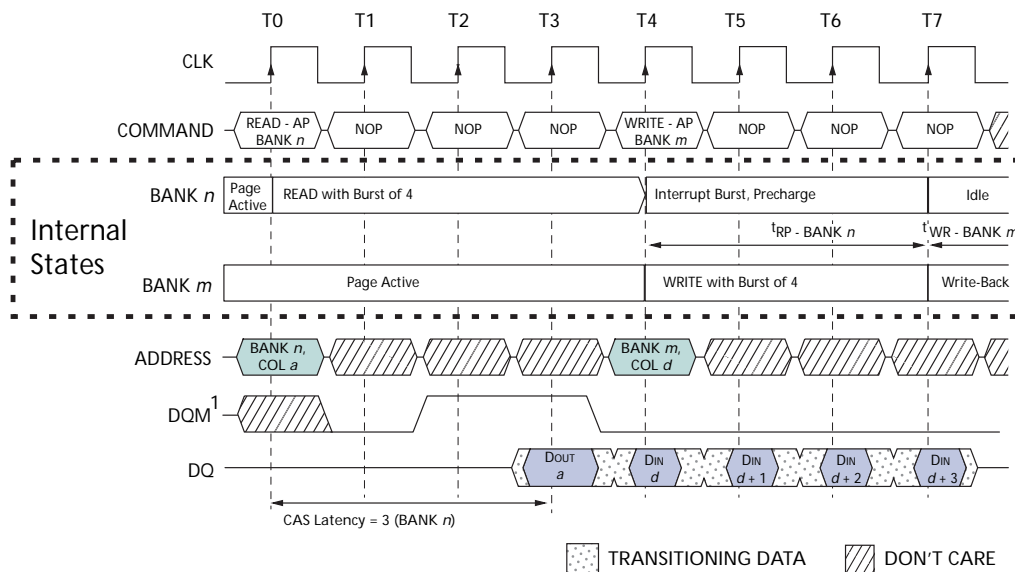 T0 T1 T2 T3 T4 T5 T6 T7
CLK
COMMAND
READ - AP
BANK n
NOP NOP NOP
WRITE - AP
BANK m
NOP NOP NOP
Internal
States
BANK n
Page
Active
READ with Burst of 4
Interrupt Burst, Precharge
Idle
tRP - BANK n
tWR - BANK m
BANK m
Page Active
WRITE with Burst of 4
Write-Back
ADDRESS
BANK n,
COL a
BANK m,
COL d
DQM1
DQ
DOUT
a
DIN
d
DIN
d + 1
DIN
d + 2
DIN
d + 3
CAS Latency = 3 (BANK n)
TRANSITIONING DATA
DON'T CARE